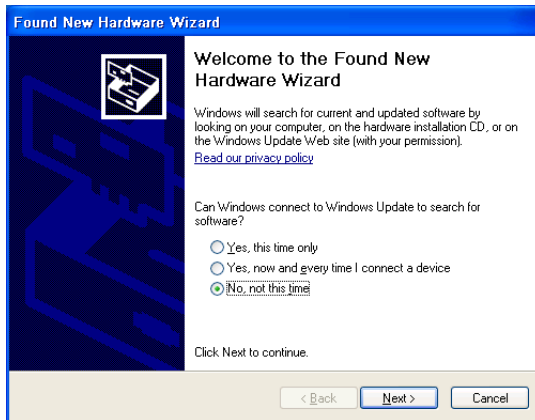 Found New Hardware Wizard
Welcome to the Found New
Hardware Wizard
Windows will search for current and updated software by
looking on your computer, on the hardware installation CD, or on
the Windows Update Web site (with your permission).
Read our privacy policy
Can Windows connect to Windows Update to search for
software?
Yes, this time only
Yes, now and every time I connect a device
No, not this time
Click Next to continue.
< Back Next > Cancel